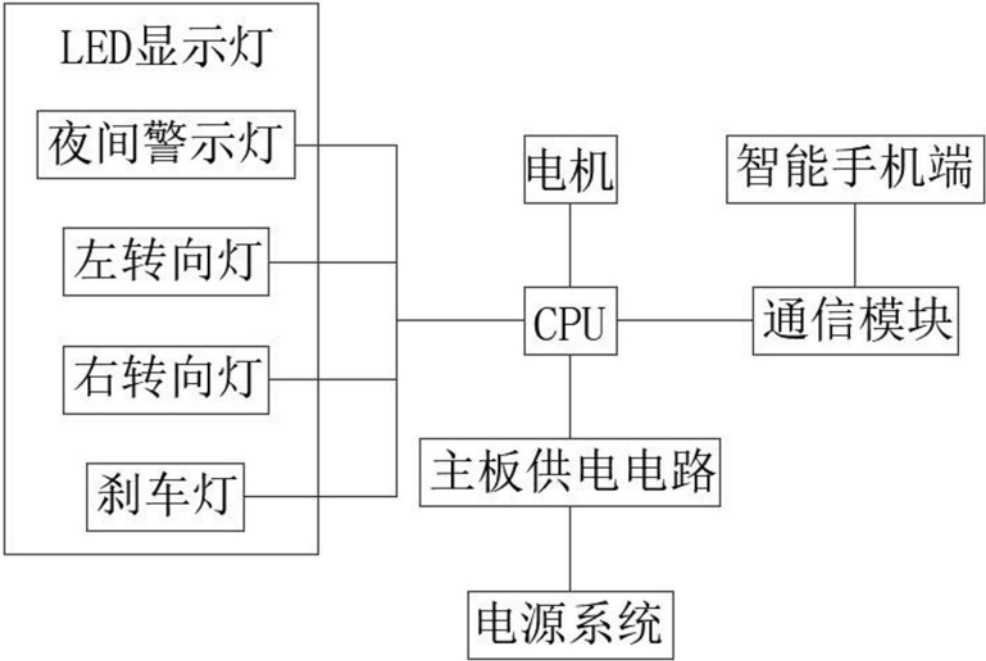 LED显示灯
夜间警示灯
左转向灯
右转向灯
刹车灯
电机
智能手机端
CPU
通信模块
主板供电电路
电源系统